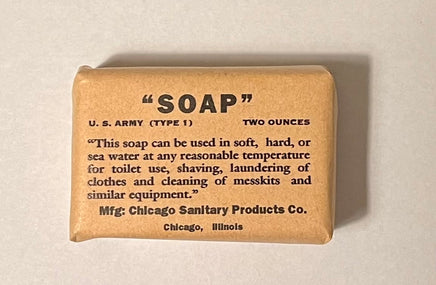 “SOAP”
U. S. ARMY (TYPE 1) TWO OUNCES
“This soap can be used in soft, hard, or
sea water at any reasonable temperature
for toilet use, shaving, laundering of
clothes and cleaning of messkits and
similar equipment.”
Mfg: Chicago Sanitary Products Co.
Chicago, Illinois